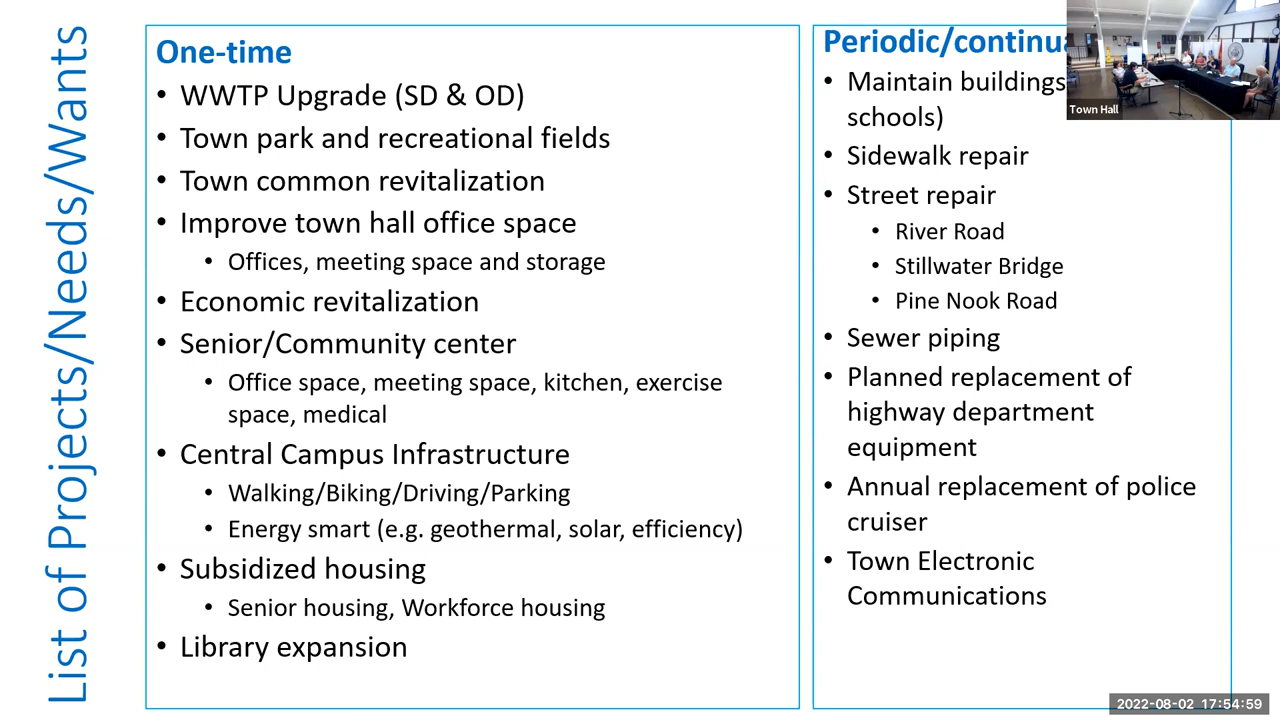 List of Projects/Needs/Wants
One-time
• WWTP Upgrade (SD & OD)
• Town park and recreational fields
• Town common revitalization
• Improve town hall office space
• Offices, meeting space and storage
• Economic revitalization
• Senior/Community center
• Office space, meeting space, kitchen, exercise
space, medical
• Central Campus Infrastructure
• Walking/Biking/Driving/Parking
• Energy smart (e.g. geothermal, solar, efficiency)
• Subsidized housing
• Senior housing, Workforce housing
• Library expansion
• Maintain buildings
schools)
• Sidewalk repair
• Street repair
• River Road
• Stillwater Bridge
• Pine Nook Road
• Sewer piping
• Planned replacement of
highway department
equipment
• Annual replacement of police
cruiser
• Town Electronic
Communications
Town Hall
2022-08-02 17:54:59